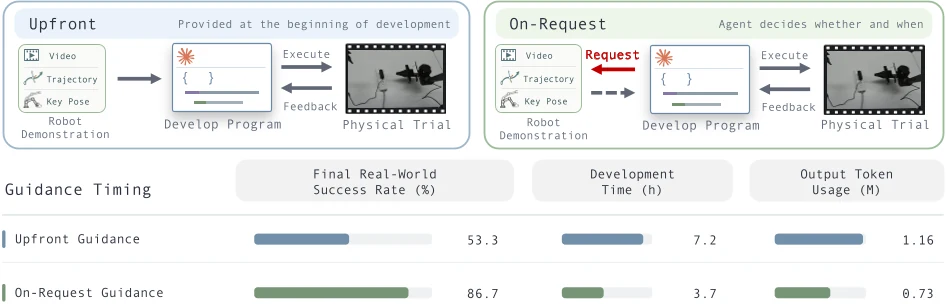 Upfront
Provided at the beginning of development
Video
Trajectory
Key Pose
Robot
Demonstration
{ }
Develop Program
Execute
Feedback
Physical Trial
On-Request
Agent decides whether and when
Video
Trajectory
Key Pose
Robot
Demonstration
Request
{ }
Develop Program
Execute
Feedback
Physical Trial
Guidance Timing
Final Real-World
Success Rate (%)
Development
Time (h)
Output Token
Usage (M)
Upfront Guidance 53.3 7.2 1.16
On-Request Guidance 86.7 3.7 0.73